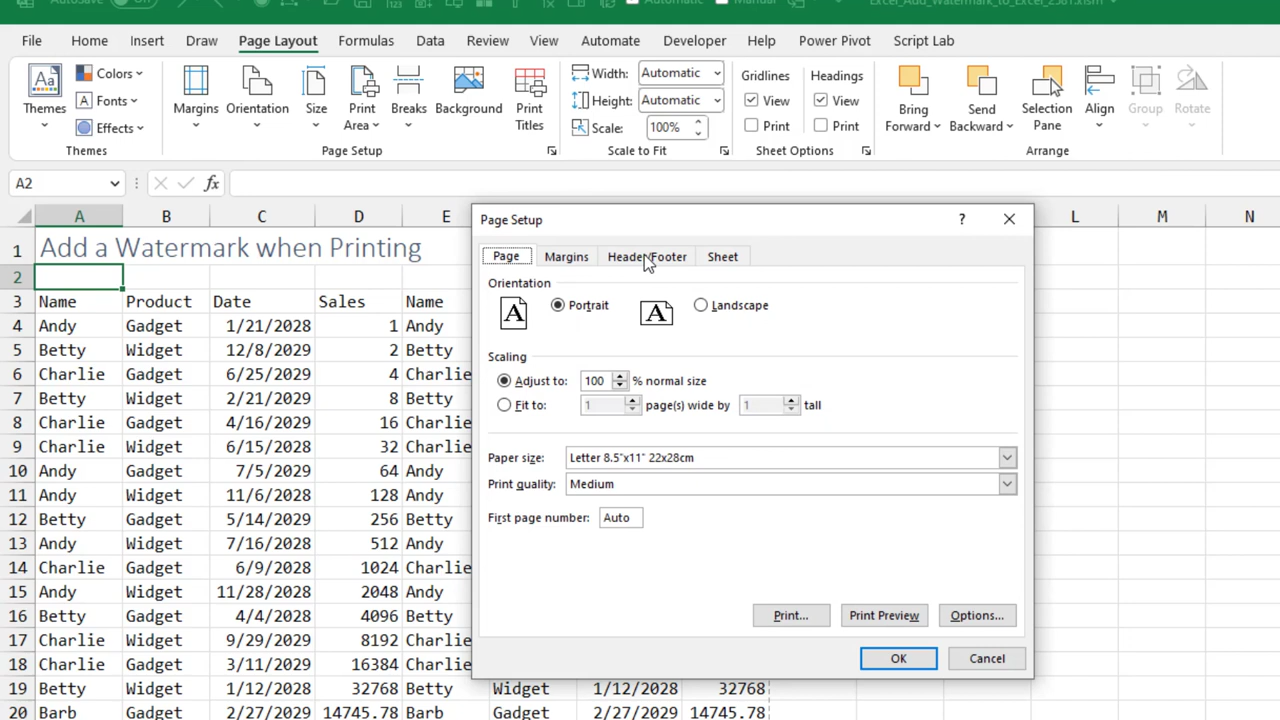 Autosave Off Automatic Manual Excel_Add_Watermark_to_Excel_2581.xlsm
File Home Insert Draw Page Layout Formulas Data Review View Automate Developer Help Power Pivot Script Lab
Themes
Colors
Fonts
Effects
Themes
Margins
Orientation
Size
Print
Area
Breaks
Background
Print
Titles
Page Setup
Width: Automatic
Height: Automatic
Scale: 100%
Scale to Fit
Gridlines
View
Print
Headings
View
Print
Sheet Options
Bring
Forward
Send
Backward
Selection
Pane
Align
Group
Rotate
Arrange
A2 fx
A B C D E L M N
1 Add a Watermark when Printing
2
3 Name Product Date Sales Name
4 Andy Gadget 1/21/2028 1 Andy
5 Betty Widget 12/8/2029 2 Betty
6 Charlie Gadget 6/25/2029 4 Charlie
7 Betty Widget 2/21/2029 8 Betty
8 Charlie Gadget 4/16/2029 16 Charlie
9 Charlie Widget 6/15/2028 32 Charlie
10 Andy Gadget 7/5/2029 64 Andy
11 Andy Widget 11/6/2028 128 Andy
12 Betty Gadget 5/14/2029 256 Betty
13 Andy Widget 7/16/2028 512 Andy
14 Charlie Gadget 6/9/2028 1024 Charlie
15 Andy Widget 11/28/2028 2048 Andy
16 Betty Gadget 4/4/2028 4096 Betty
17 Charlie Widget 9/29/2029 8192 Charlie
18 Charlie Gadget 3/11/2029 16384 Charlie
19 Betty Widget 1/12/2028 32768 Betty Widget 1/12/2028 32768
20 Barb Gadget 2/27/2029 14745.78 Barb Gadget 2/27/2029 14745.78
Page Setup ?
Page Margins Header/Footer Sheet
Orientation
A Portrait A Landscape
Scaling
Adjust to: 100 % normal size
Fit to: 1 page(s) wide by 1 tall
Paper size: Letter 8.5"x11" 22x28cm
Print quality: Medium
First page number: Auto
Print... Print Preview Options...
OK Cancel